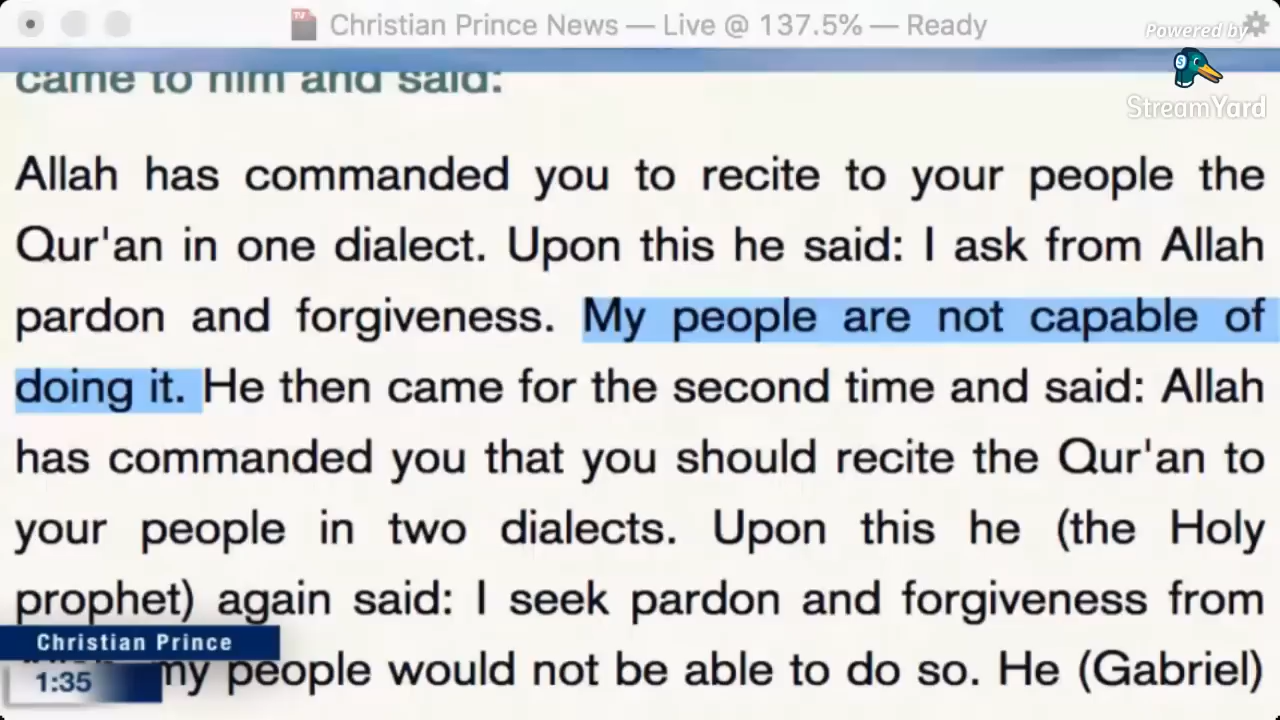 Christian Prince News — Live @ 137.5% — Ready
Powered by
StreamYard
came to him and said:
Allah has commanded you to recite to your people the
Qur'an in one dialect. Upon this he said: I ask from Allah
pardon and forgiveness. My people are not capable of
doing it. He then came for the second time and said: Allah
has commanded you that you should recite the Qur'an to
your people in two dialects. Upon this he (the Holy
prophet) again said: I seek pardon and forgiveness from
my people would not be able to do so. He (Gabriel)
Christian Prince
1:35